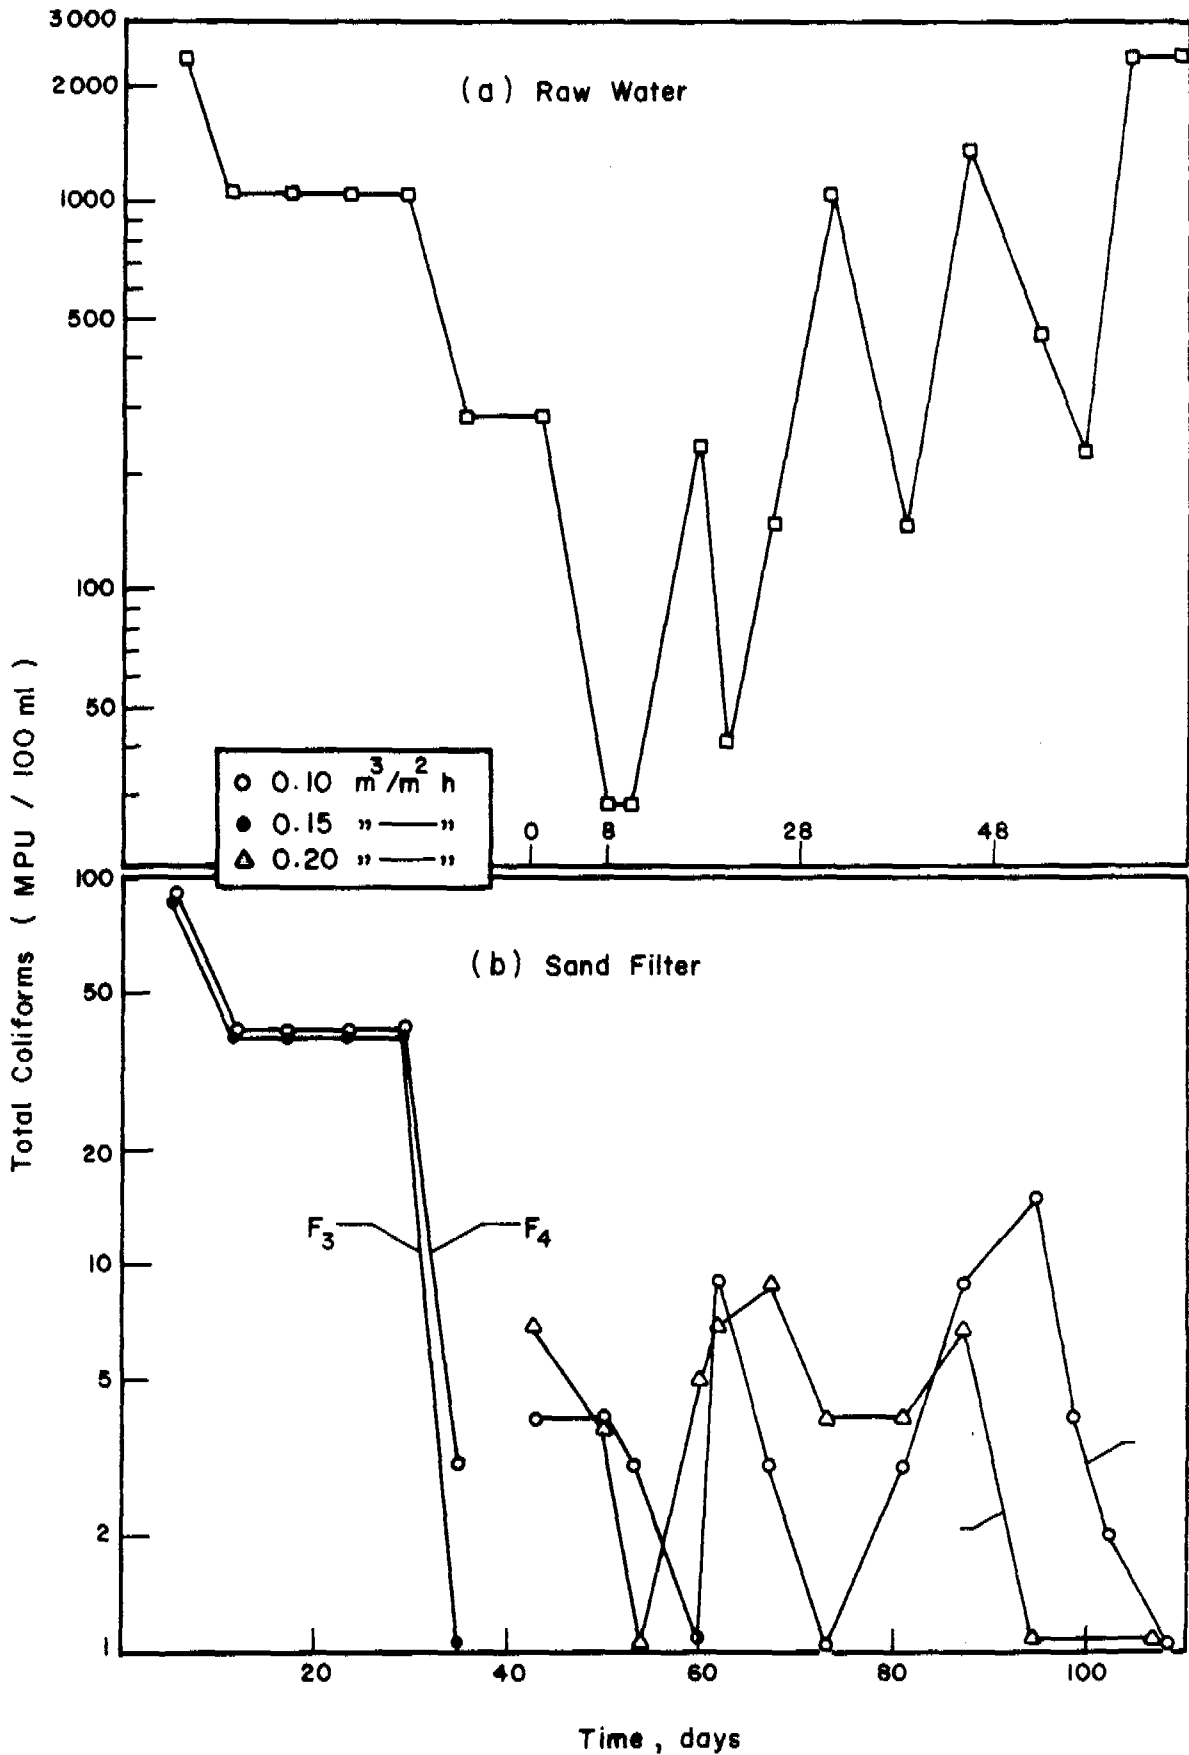 3000
(a) Raw Water
2000
1000
500
100
50
0 8 28 48
○ 0.10 m³/m² h
● 0.15 " — "
△ 0.20 " — "
Total Coliforms ( MPU / 100 ml )
100
(b) Sand Filter
50
20
F₃ F₄
10
5
2
1
20 40 60 80 100
Time, days